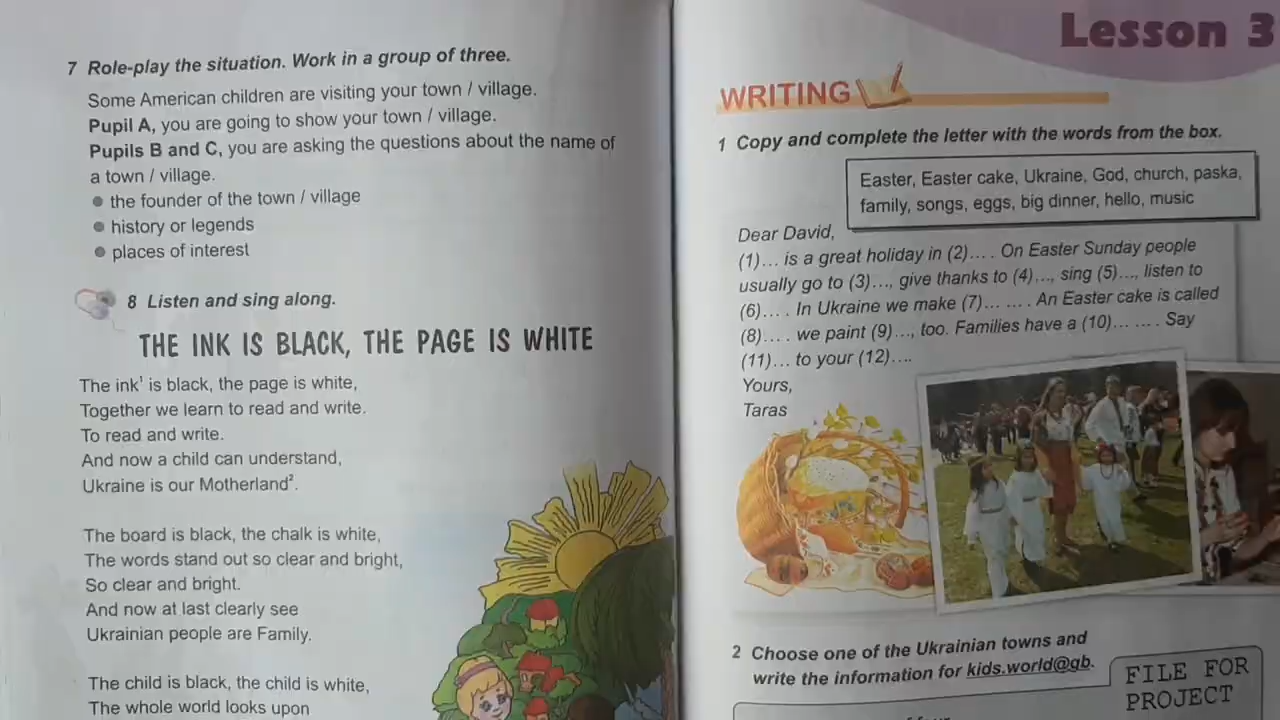 7 Role-play the situation. Work in a group of three.
Some American children are visiting your town / village.
Pupil A, you are going to show your town / village.
Pupils B and C, you are asking the questions about the name of
a town / village.
● the founder of the town / village
● history or legends
● places of interest
8 Listen and sing along.
THE INK IS BLACK, THE PAGE IS WHITE
The ink¹ is black, the page is white,
Together we learn to read and write.
To read and write.
And now a child can understand,
Ukraine is our Motherland².
The board is black, the chalk is white,
The words stand out so clear and bright,
So clear and bright.
And now at last clearly see
Ukrainian people are Family.
The child is black, the child is white,
The whole world looks upon
Lesson 3
WRITING
1 Copy and complete the letter with the words from the box.
Easter, Easter cake, Ukraine, God, church, paska,
family, songs, eggs, big dinner, hello, music
Dear David,
(1)... is a great holiday in (2).... On Easter Sunday people
usually go to (3)..., give thanks to (4)..., sing (5)..., listen to
(6).... In Ukraine we make (7)... .... An Easter cake is called
(8).... we paint (9)..., too. Families have a (10)... .... Say
(11)... to your (12)....
Yours,
Taras
2 Choose one of the Ukrainian towns and
write the information for kids.world@gb.
FILE FOR
PROJECT